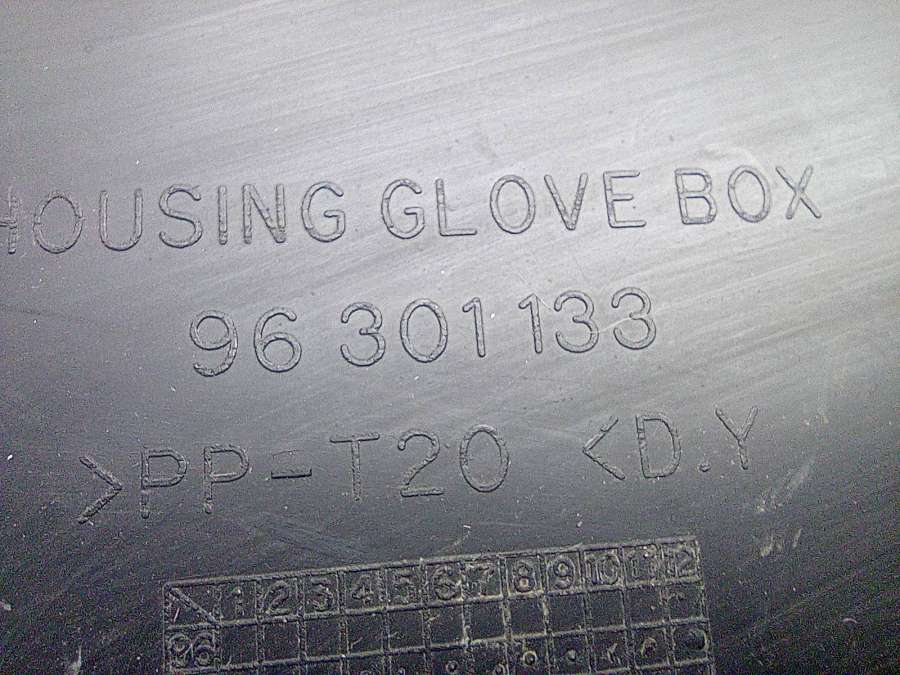 HOUSING GLOVE BOX
96 301 133
>PP-T20 <D.Y
1 2 3 4 5 6 7 8 9 10 11 12
96